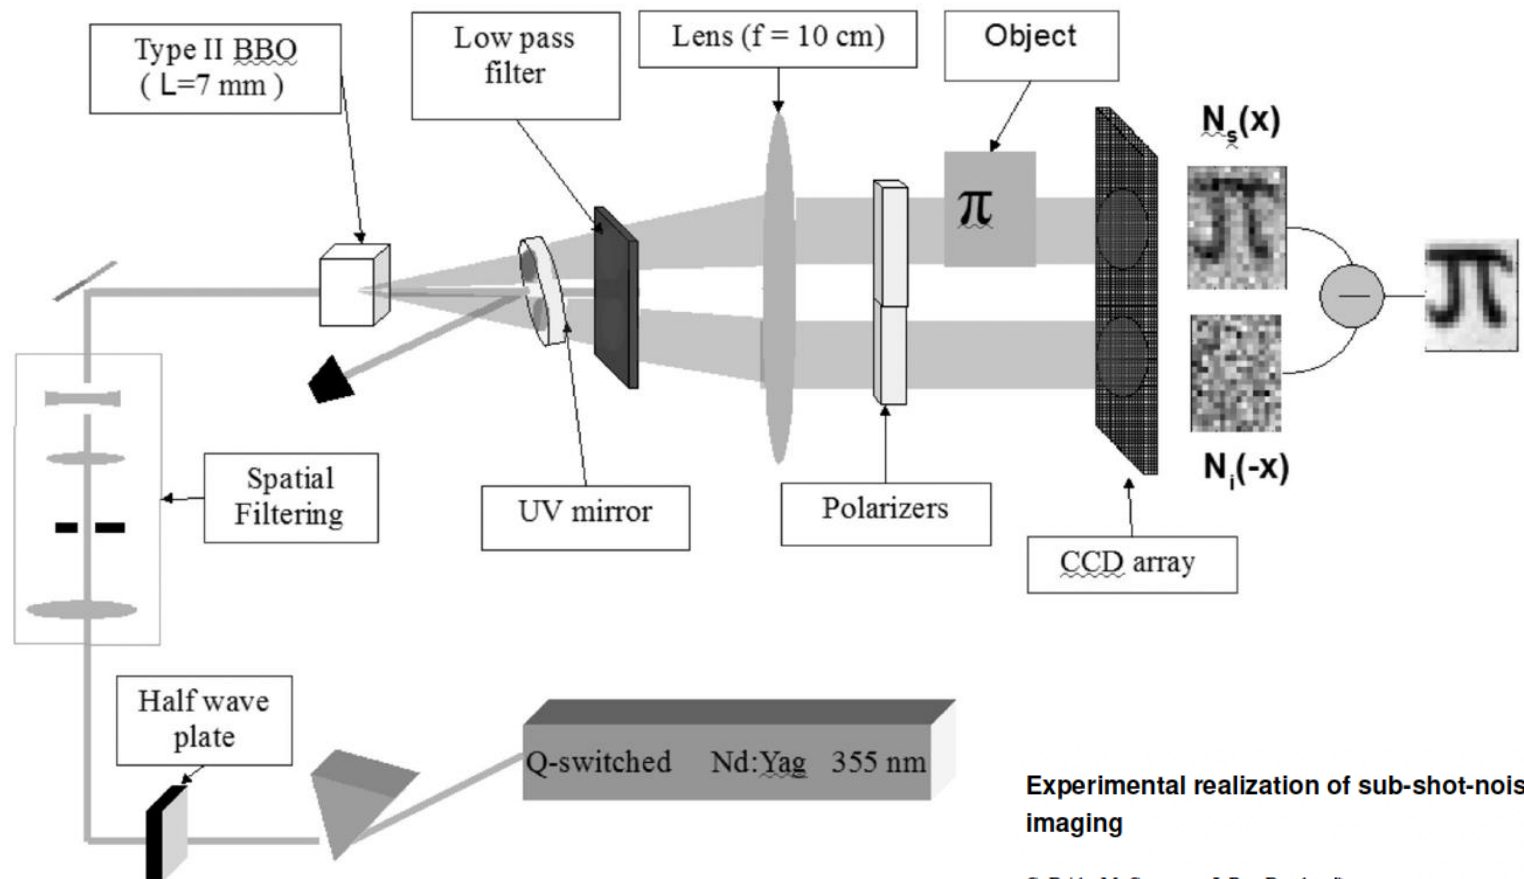 Type II BBO
( L=7 mm )
Low pass
filter
Lens (f = 10 cm)
Object
π
N_s(x)
N_i(-x)
Spatial
Filtering
UV mirror
Polarizers
CCD array
Half wave
plate
Q-switched Nd:Yag 355 nm
Experimental realization of sub-shot-nois
imaging